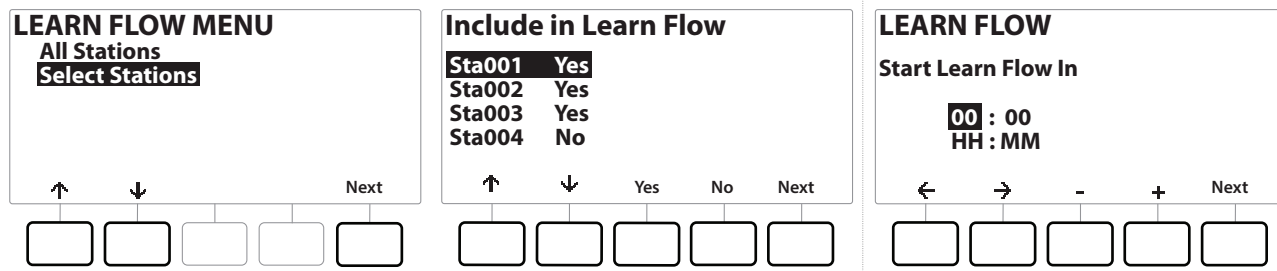 LEARN FLOW MENU
All Stations
Select Stations
↑ ↓ Next
Include in Learn Flow
Sta001 Yes
Sta002 Yes
Sta003 Yes
Sta004 No
↑ ↓ Yes No Next
LEARN FLOW
Start Learn Flow In
00 : 00
HH : MM
← → - + Next